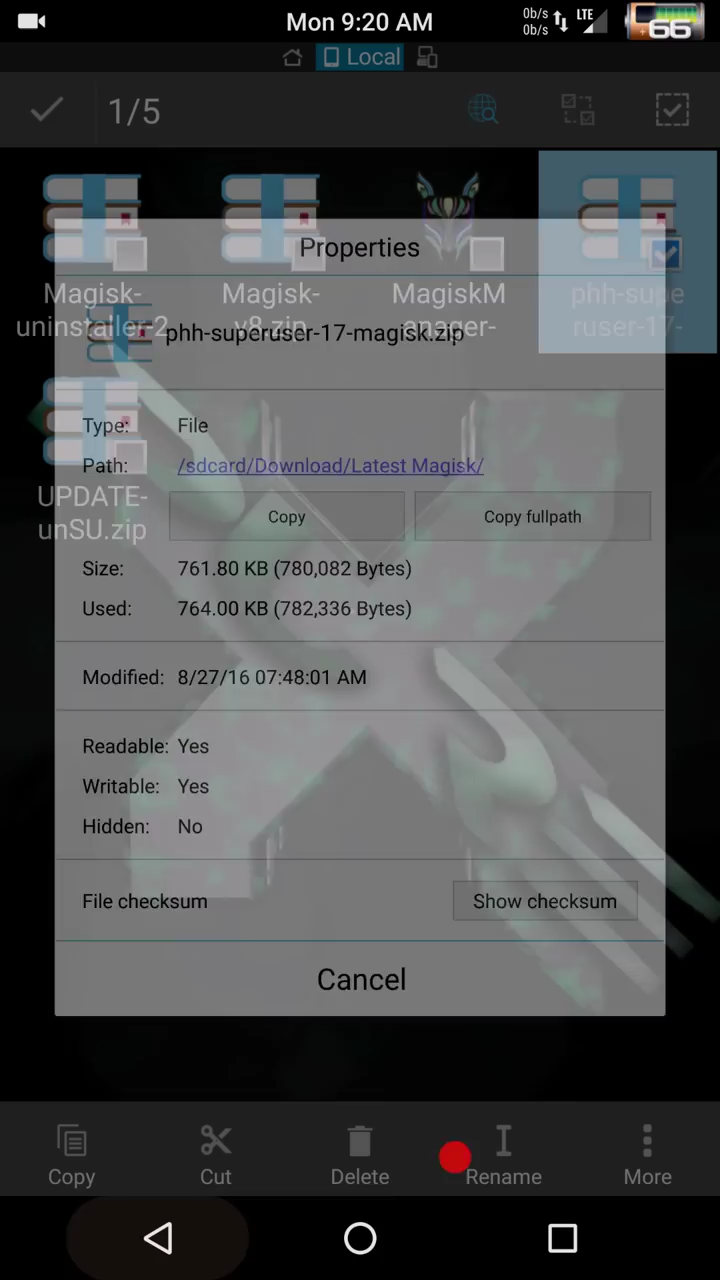 Mon 9:20 AM
0b/s
0b/s
LTE
66
Local
1/5
Magisk-
uninstaller-2
Magisk-
v8.zip
MagiskM
anager-
phh-supe
ruser-17-
UPDATE-
unSU.zip
Properties
phh-superuser-17-magisk.zip
Type: File
Path: /sdcard/Download/Latest Magisk/
Copy Copy fullpath
Size: 761.80 KB (780,082 Bytes)
Used: 764.00 KB (782,336 Bytes)
Modified: 8/27/16 07:48:01 AM
Readable: Yes
Writable: Yes
Hidden: No
File checksum Show checksum
Cancel
Copy Cut Delete Rename More